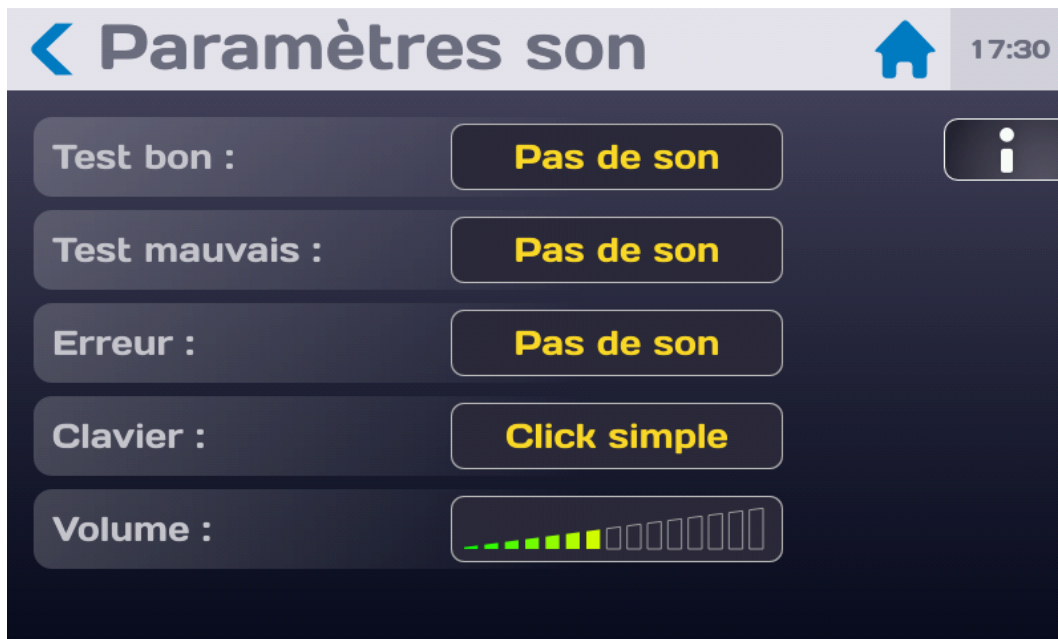 Paramètres son
17:30
Test bon :
Pas de son
Test mauvais :
Pas de son
Erreur :
Pas de son
Clavier :
Click simple
Volume :